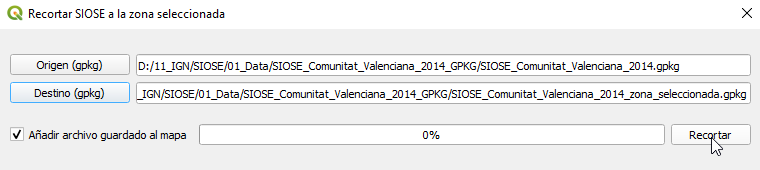 Recortar SIOSE a la zona seleccionada
Origen (gpkg) D:/11_IGN/SIOSE/01_Data/SIOSE_Comunitat_Valenciana_2014_GPKG/SIOSE_Comunitat_Valenciana_2014.gpkg
Destino (gpkg) _IGN/SIOSE/01_Data/SIOSE_Comunitat_Valenciana_2014_GPKG/SIOSE_Comunitat_Valenciana_2014_zona_seleccionada.gpkg
Añadir archivo guardado al mapa 0% Recortar